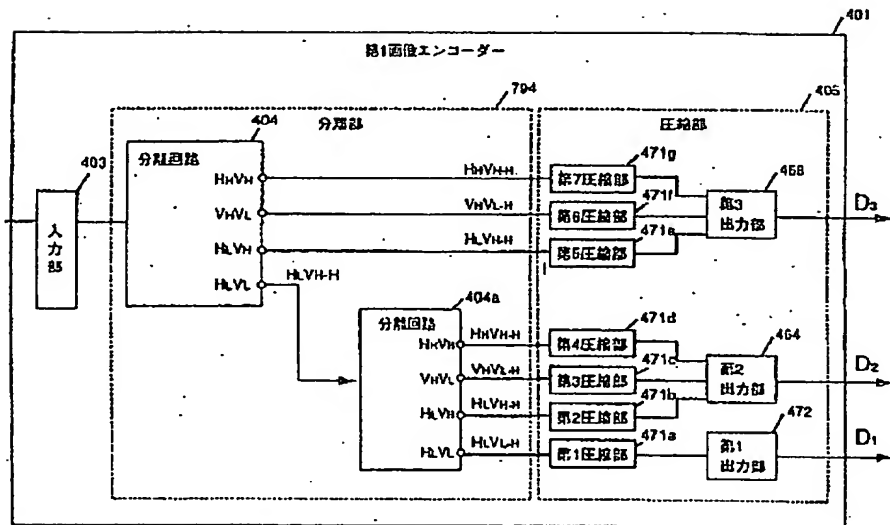 401
第1画像エンコーダー
794
405
分離部
圧縮部
404
403
分離回路
入力部
HHVH
VHVL
HLVH
HLVL
HHVH-H
VHVL-H
HLVH-H
HLVH-H
471g
第7圧縮部
471f
第6圧縮部
471e
第5圧縮部
468
第3出力部
D3
404a
分離回路
HHVH
VHVL
HLVH
HLVL
HHVH-H
VHVL-H
HLVH-H
HLVL-H
471d
第4圧縮部
471c
第3圧縮部
471b
第2圧縮部
471a
第1圧縮部
464
第2出力部
D2
472
第1出力部
D1